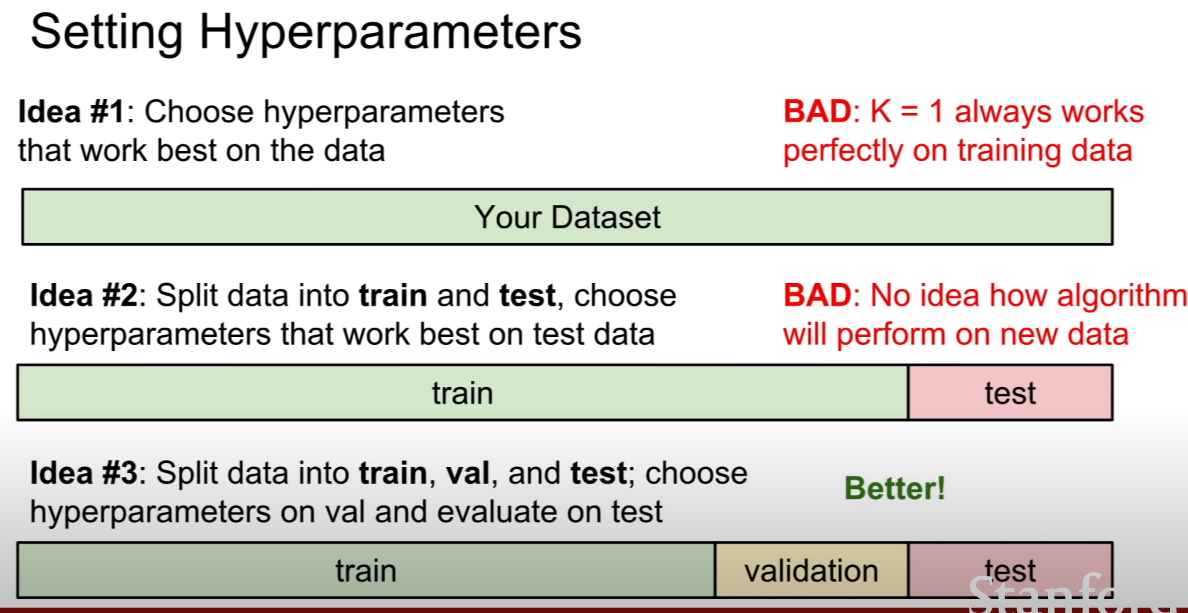 Setting Hyperparameters
Idea #1: Choose hyperparameters
that work best on the data
BAD: K = 1 always works
perfectly on training data
Your Dataset
Idea #2: Split data into train and test, choose
hyperparameters that work best on test data
BAD: No idea how algorithm
will perform on new data
train
test
Idea #3: Split data into train, val, and test; choose
hyperparameters on val and evaluate on test
Better!
train
validation
test
Stanford